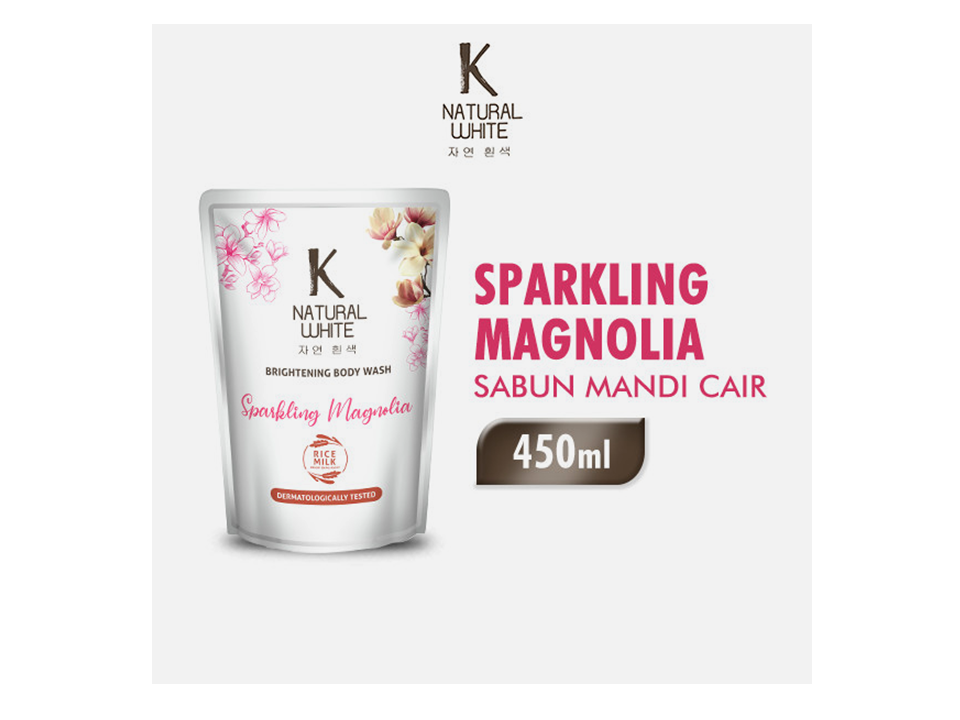 K
NATURAL
WHITE
자연 흰색
K
NATURAL
WHITE
자연 흰색
BRIGHTENING BODY WASH
Sparkling Magnolia
RICE
MILK
DERMATOLOGICALLY TESTED
SPARKLING
MAGNOLIA
SABUN MANDI CAIR
450ml